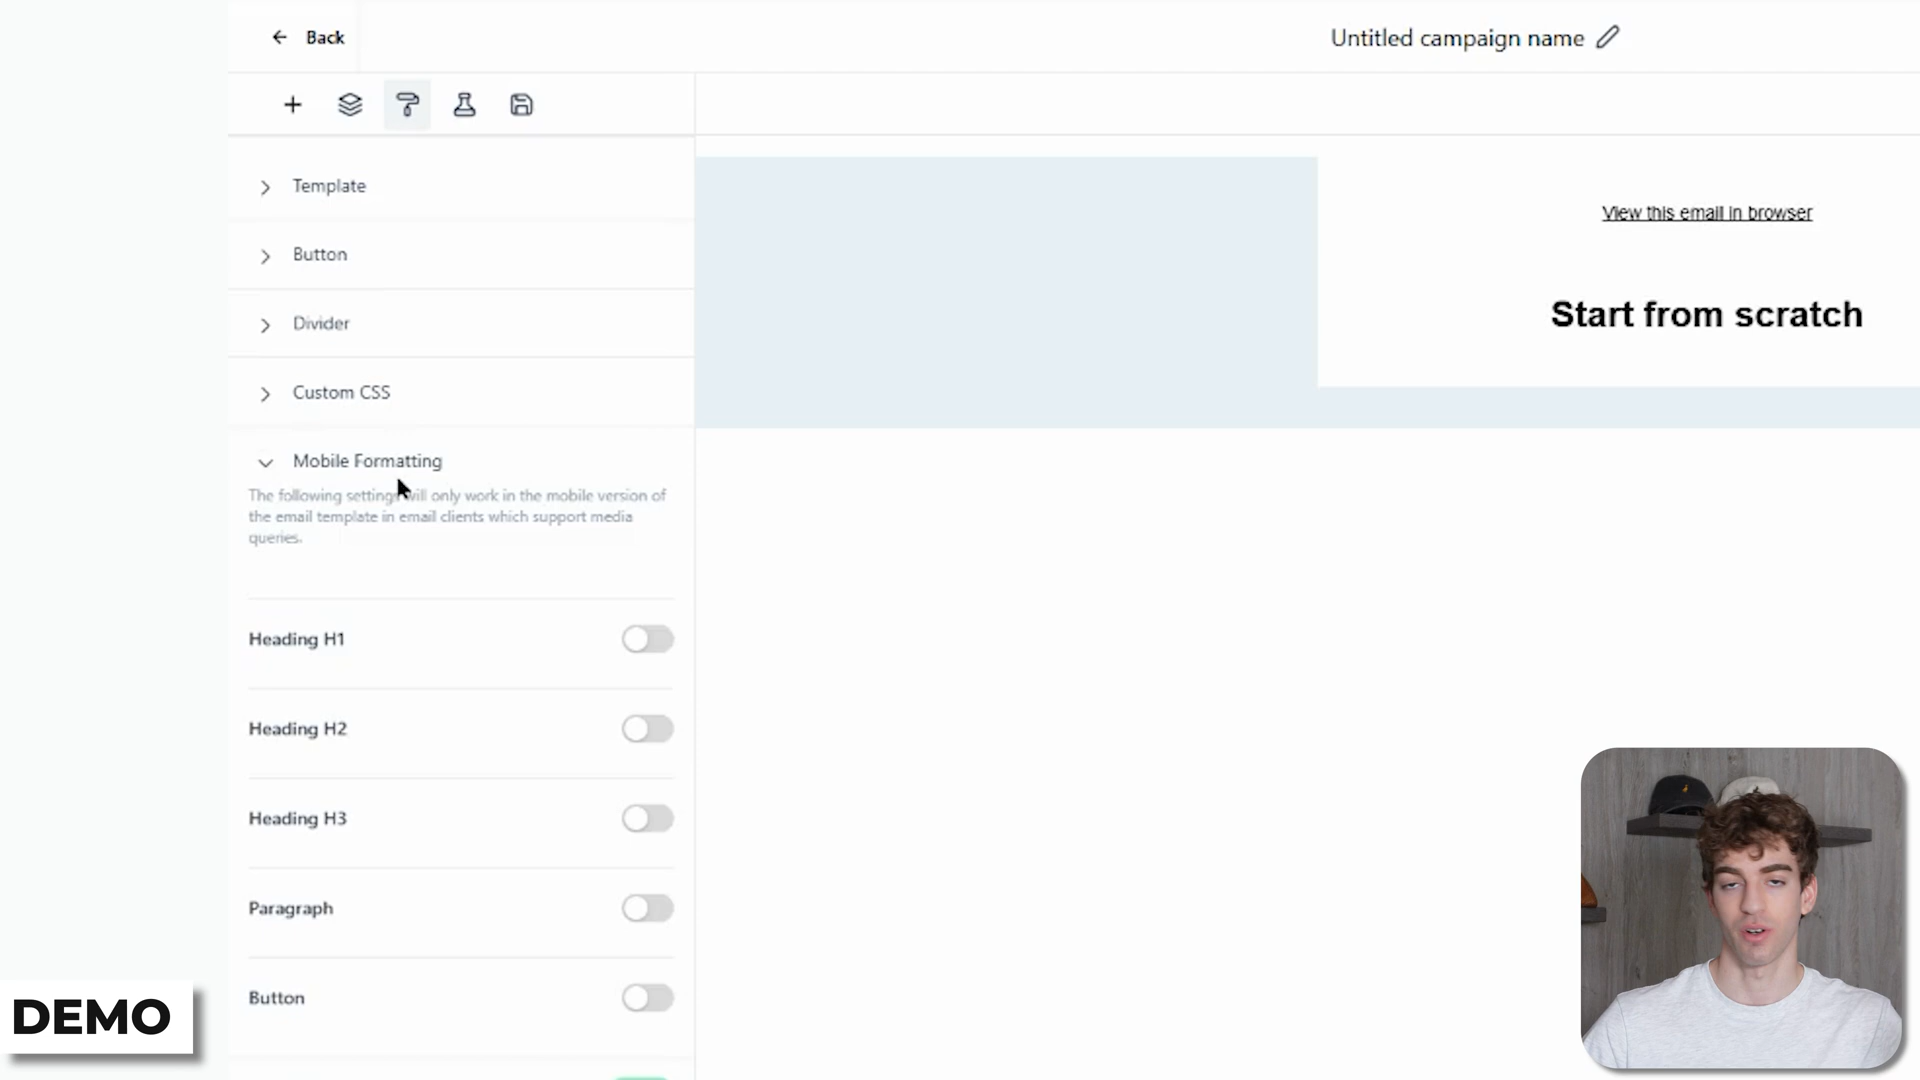 Back
Untitled campaign name
Template
Button
Divider
Custom CSS
Mobile Formatting
The following settings will only work in the mobile version of
the email template in email clients which support media
queries.
Heading H1
Heading H2
Heading H3
Paragraph
Button
View this email in browser
Start from scratch
DEMO